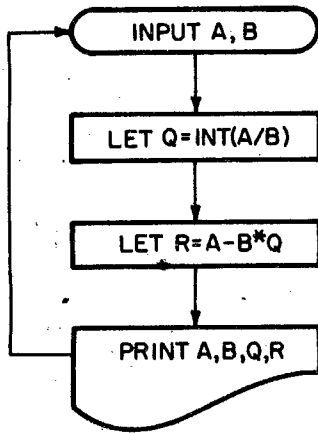 INPUT A, B
LET Q=INT(A/B)
LET R=A-B*Q
PRINT A,B,Q,R